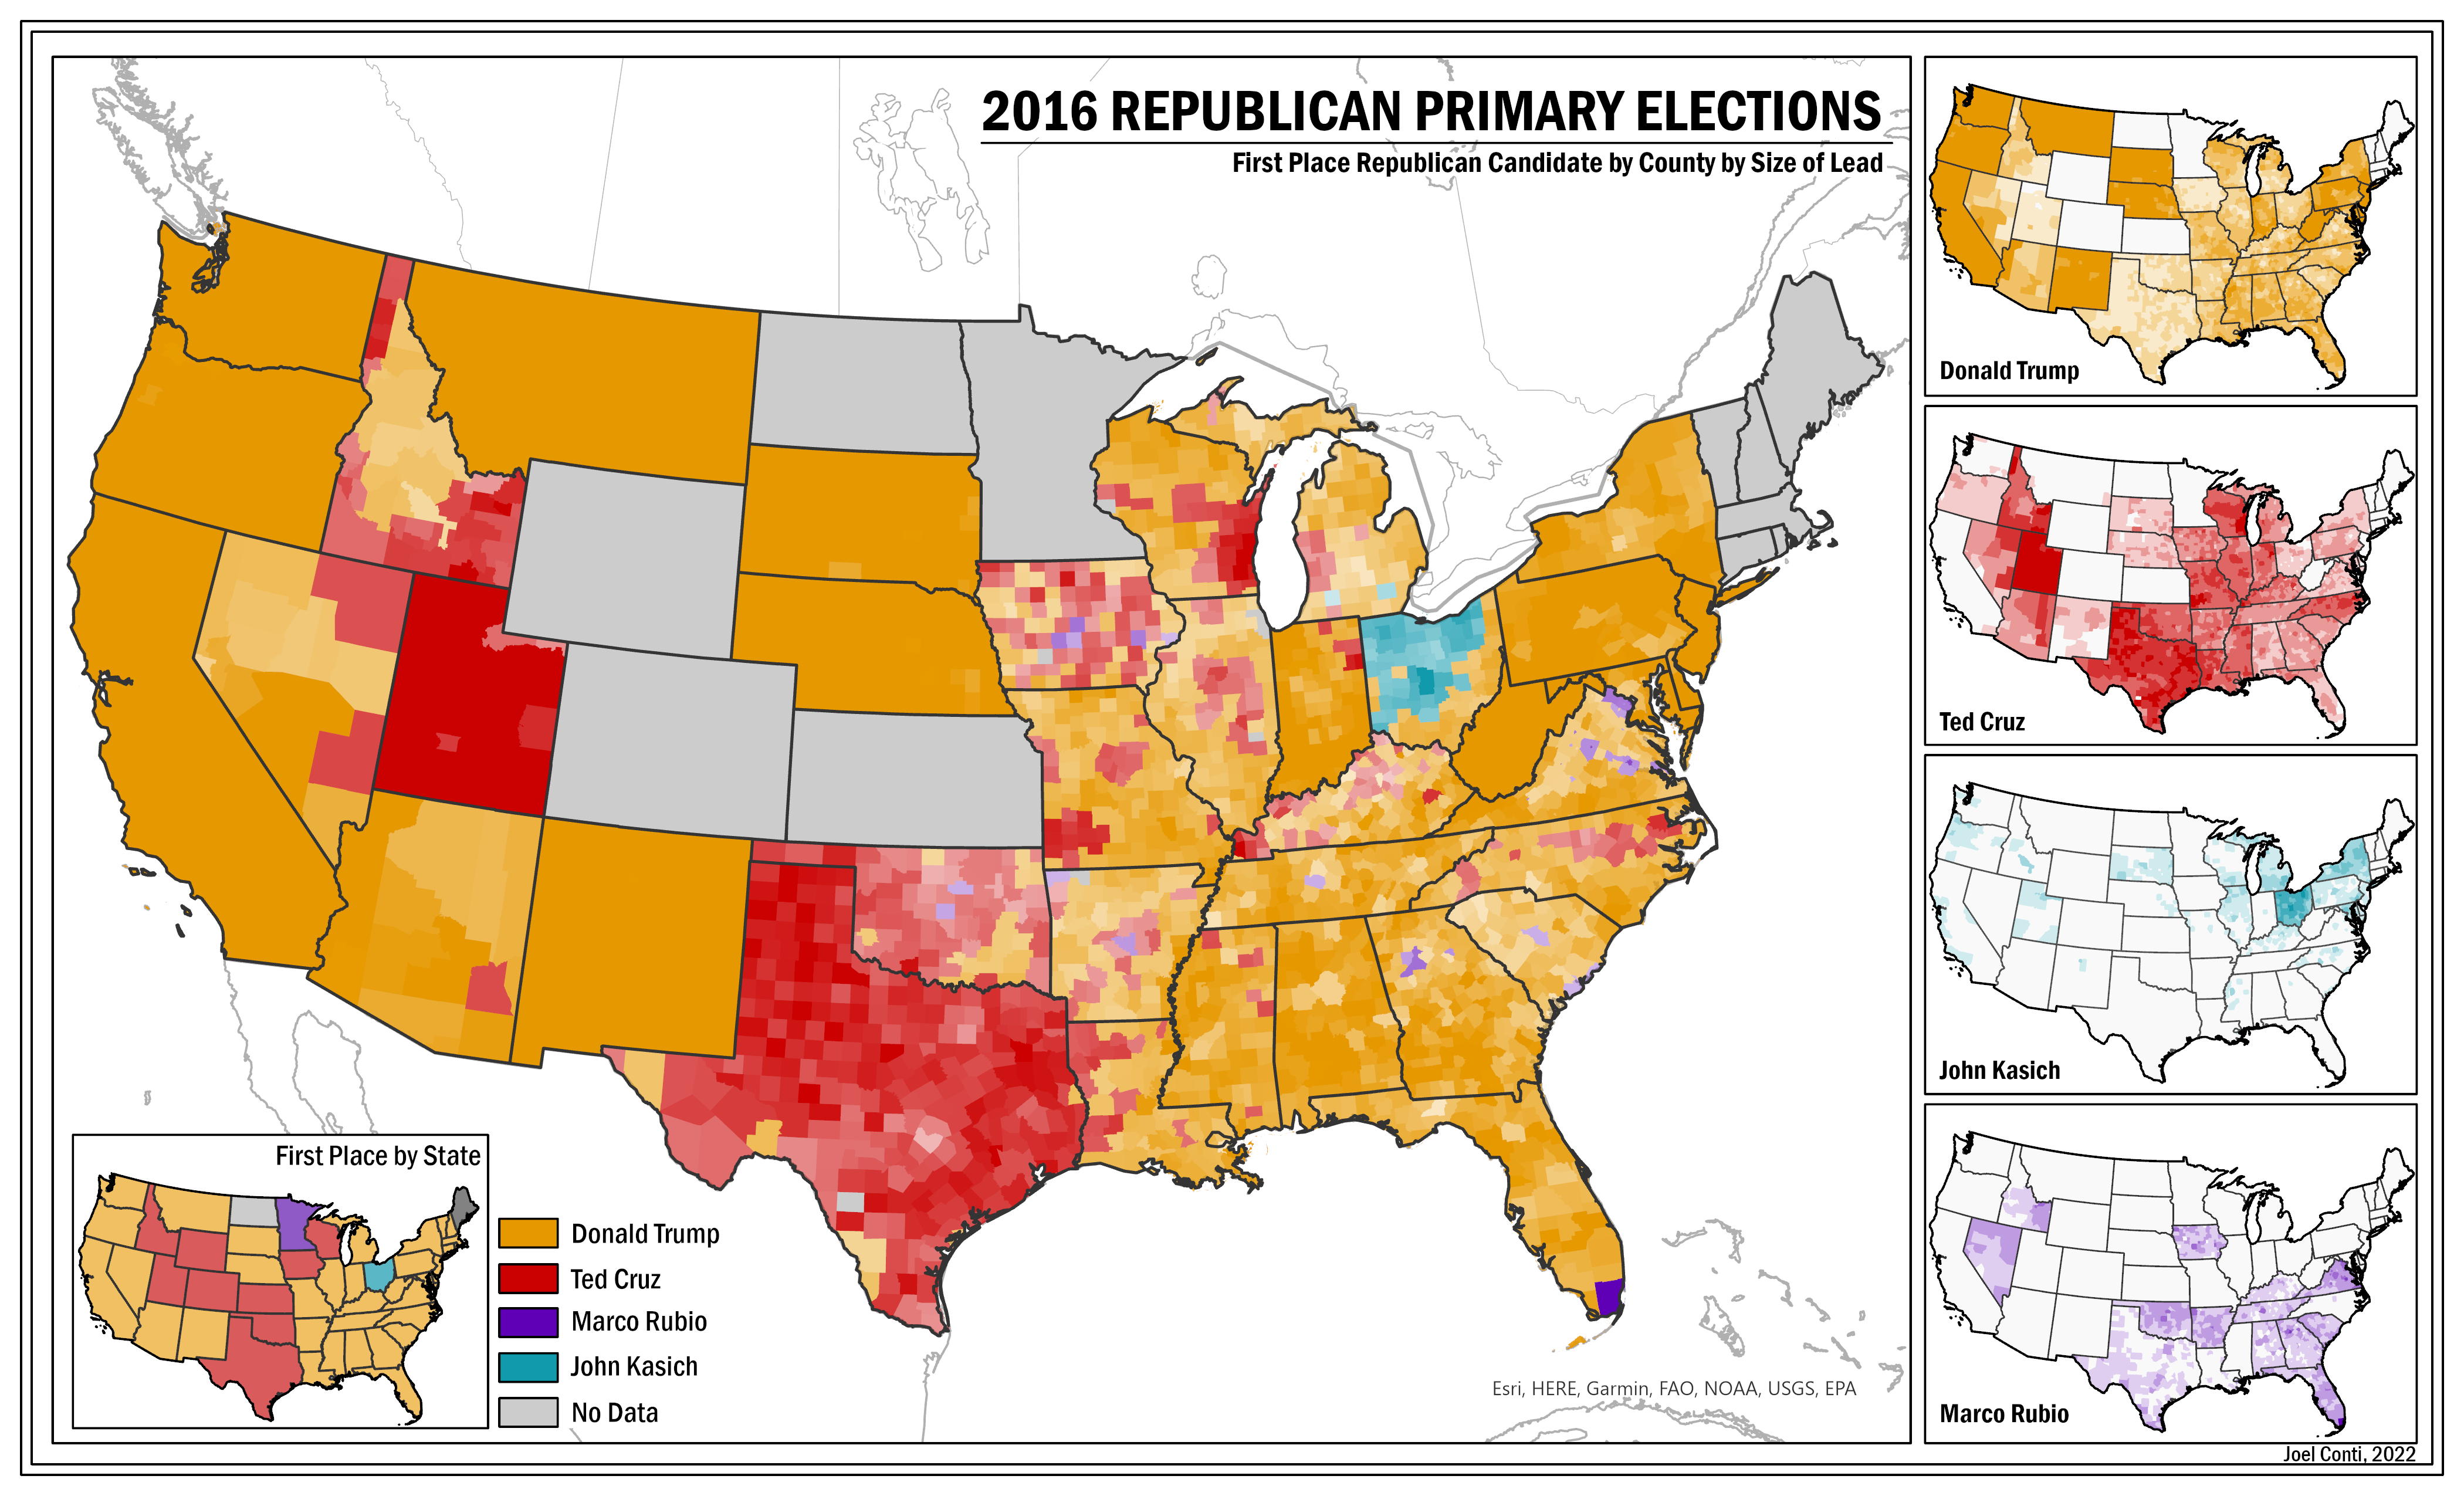 2016 REPUBLICAN PRIMARY ELECTIONS
First Place Republican Candidate by County by Size of Lead
First Place by State
Donald Trump
Ted Cruz
Marco Rubio
John Kasich
No Data
Esri, HERE, Garmin, FAO, NOAA, USGS, EPA
Donald Trump
Ted Cruz
John Kasich
Marco Rubio
Joel Conti, 2022